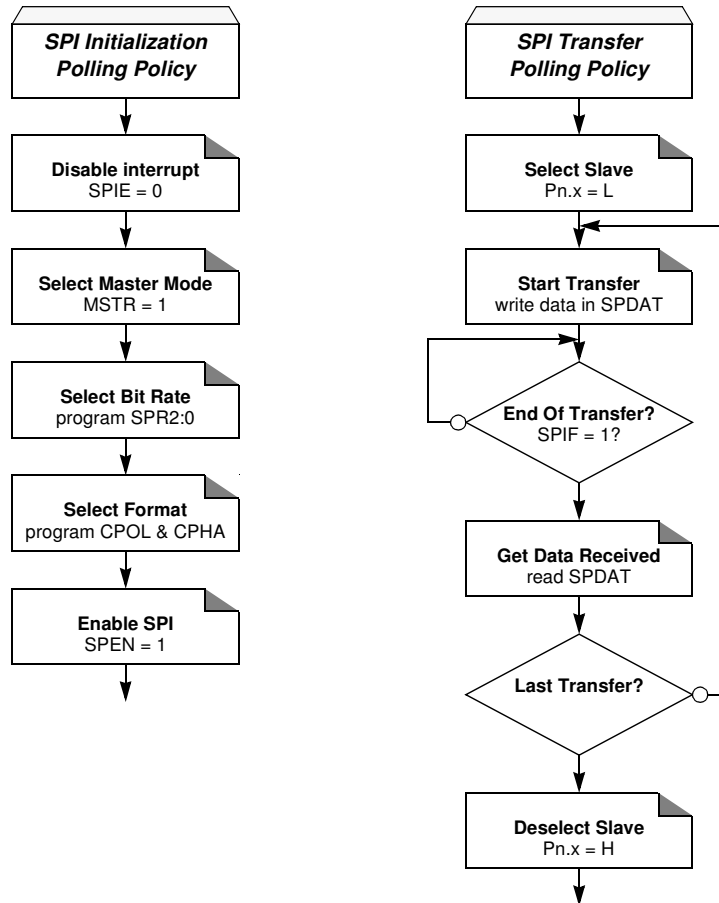 SPI Initialization
Polling Policy
Disable interrupt
SPIE = 0
Select Master Mode
MSTR = 1
Select Bit Rate
program SPR2:0
Select Format
program CPOL & CPHA
Enable SPI
SPEN = 1
SPI Transfer
Polling Policy
Select Slave
Pn.x = L
Start Transfer
write data in SPDAT
End Of Transfer?
SPIF = 1?
Get Data Received
read SPDAT
Last Transfer?
Deselect Slave
Pn.x = H